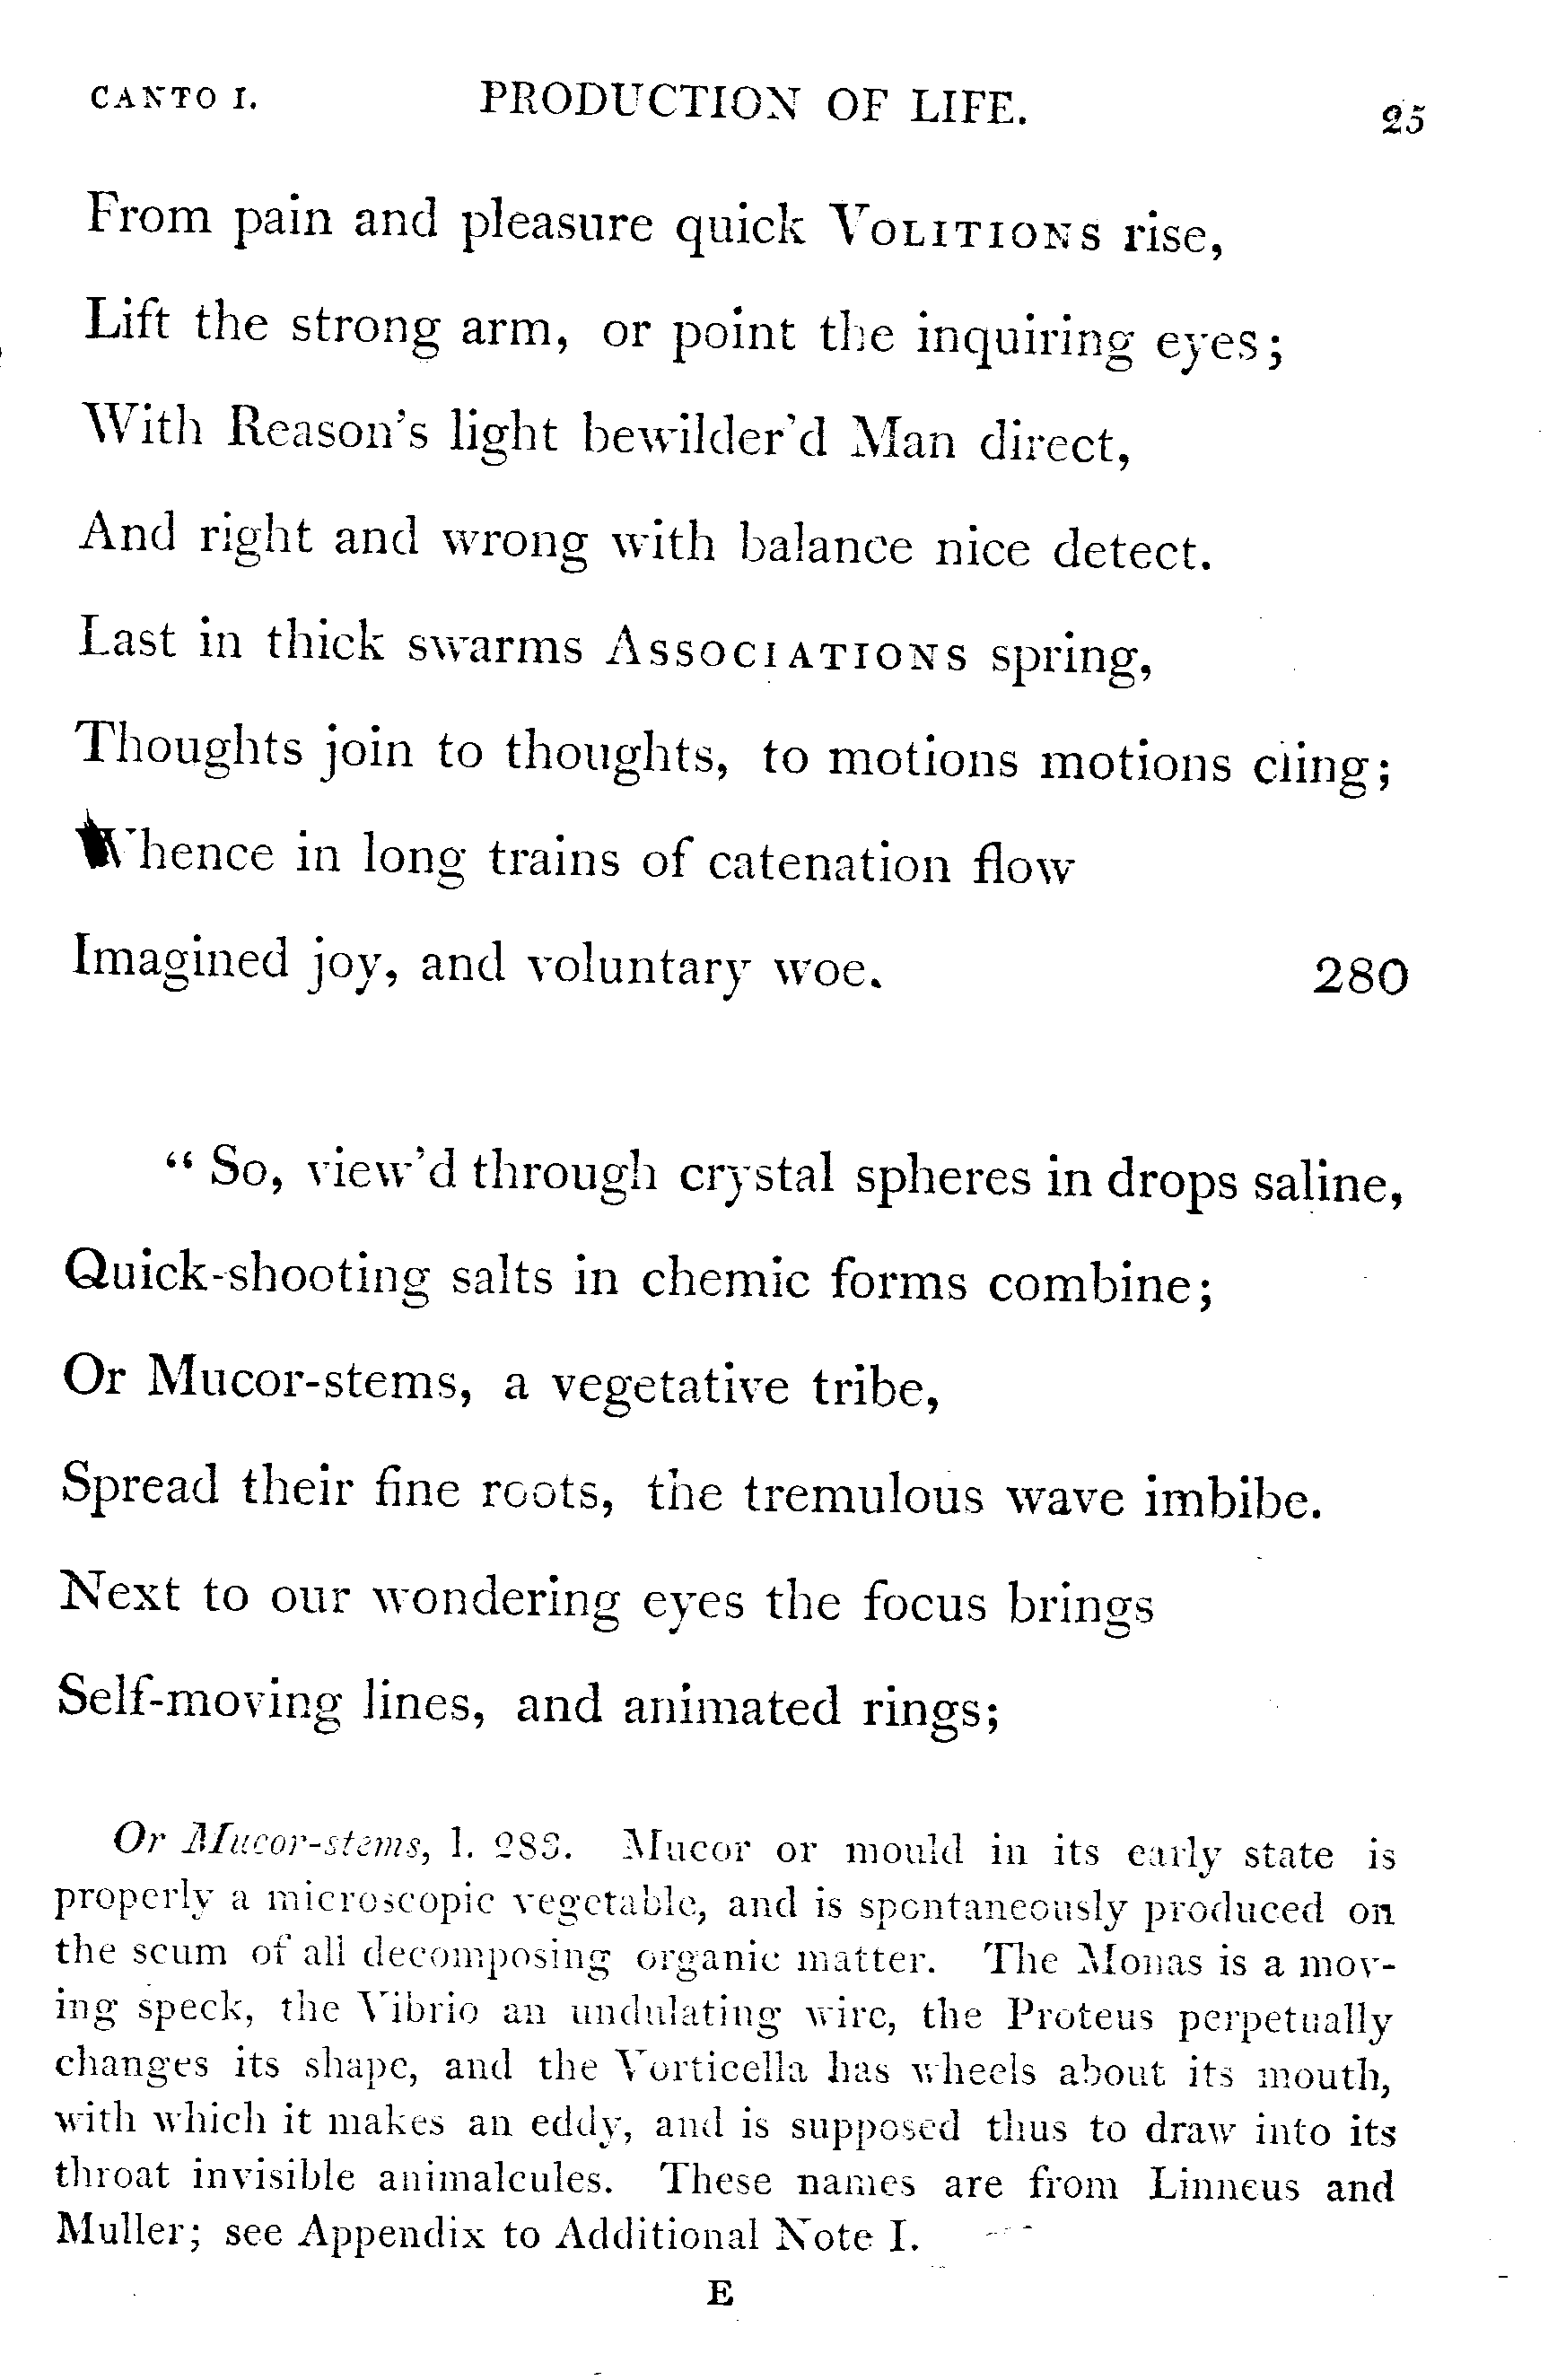 CANTO I. PRODUCTION OF LIFE. 25
From pain and pleasure quick VOLITIONS rise,
Lift the strong arm, or point the inquiring eyes;
With Reason's light bewilder'd Man direct,
And right and wrong with balance nice detect.
Last in thick swarms ASSOCIATIONS spring,
Thoughts join to thoughts, to motions motions cling;
Whence in long trains of catenation flow
Imagined joy, and voluntary woe. 280
“ So, view'd through crystal spheres in drops saline,
Quick-shooting salts in chemic forms combine;
Or Mucor-stems, a vegetative tribe,
Spread their fine roots, the tremulous wave imbibe.
Next to our wondering eyes the focus brings
Self-moving lines, and animated rings;
Or Mucor-stems, l. 283. Mucor or mould in its early state is
properly a microscopic vegetable, and is spontaneously produced on
the scum of all decomposing organic matter. The Monas is a mov-
ing speck, the Vibrio an undulating wire, the Proteus perpetually
changes its shape, and the Vorticella has wheels about its mouth,
with which it makes an eddy, and is supposed thus to draw into its
throat invisible animalcules. These names are from Linneus and
Muller; see Appendix to Additional Note I.
E